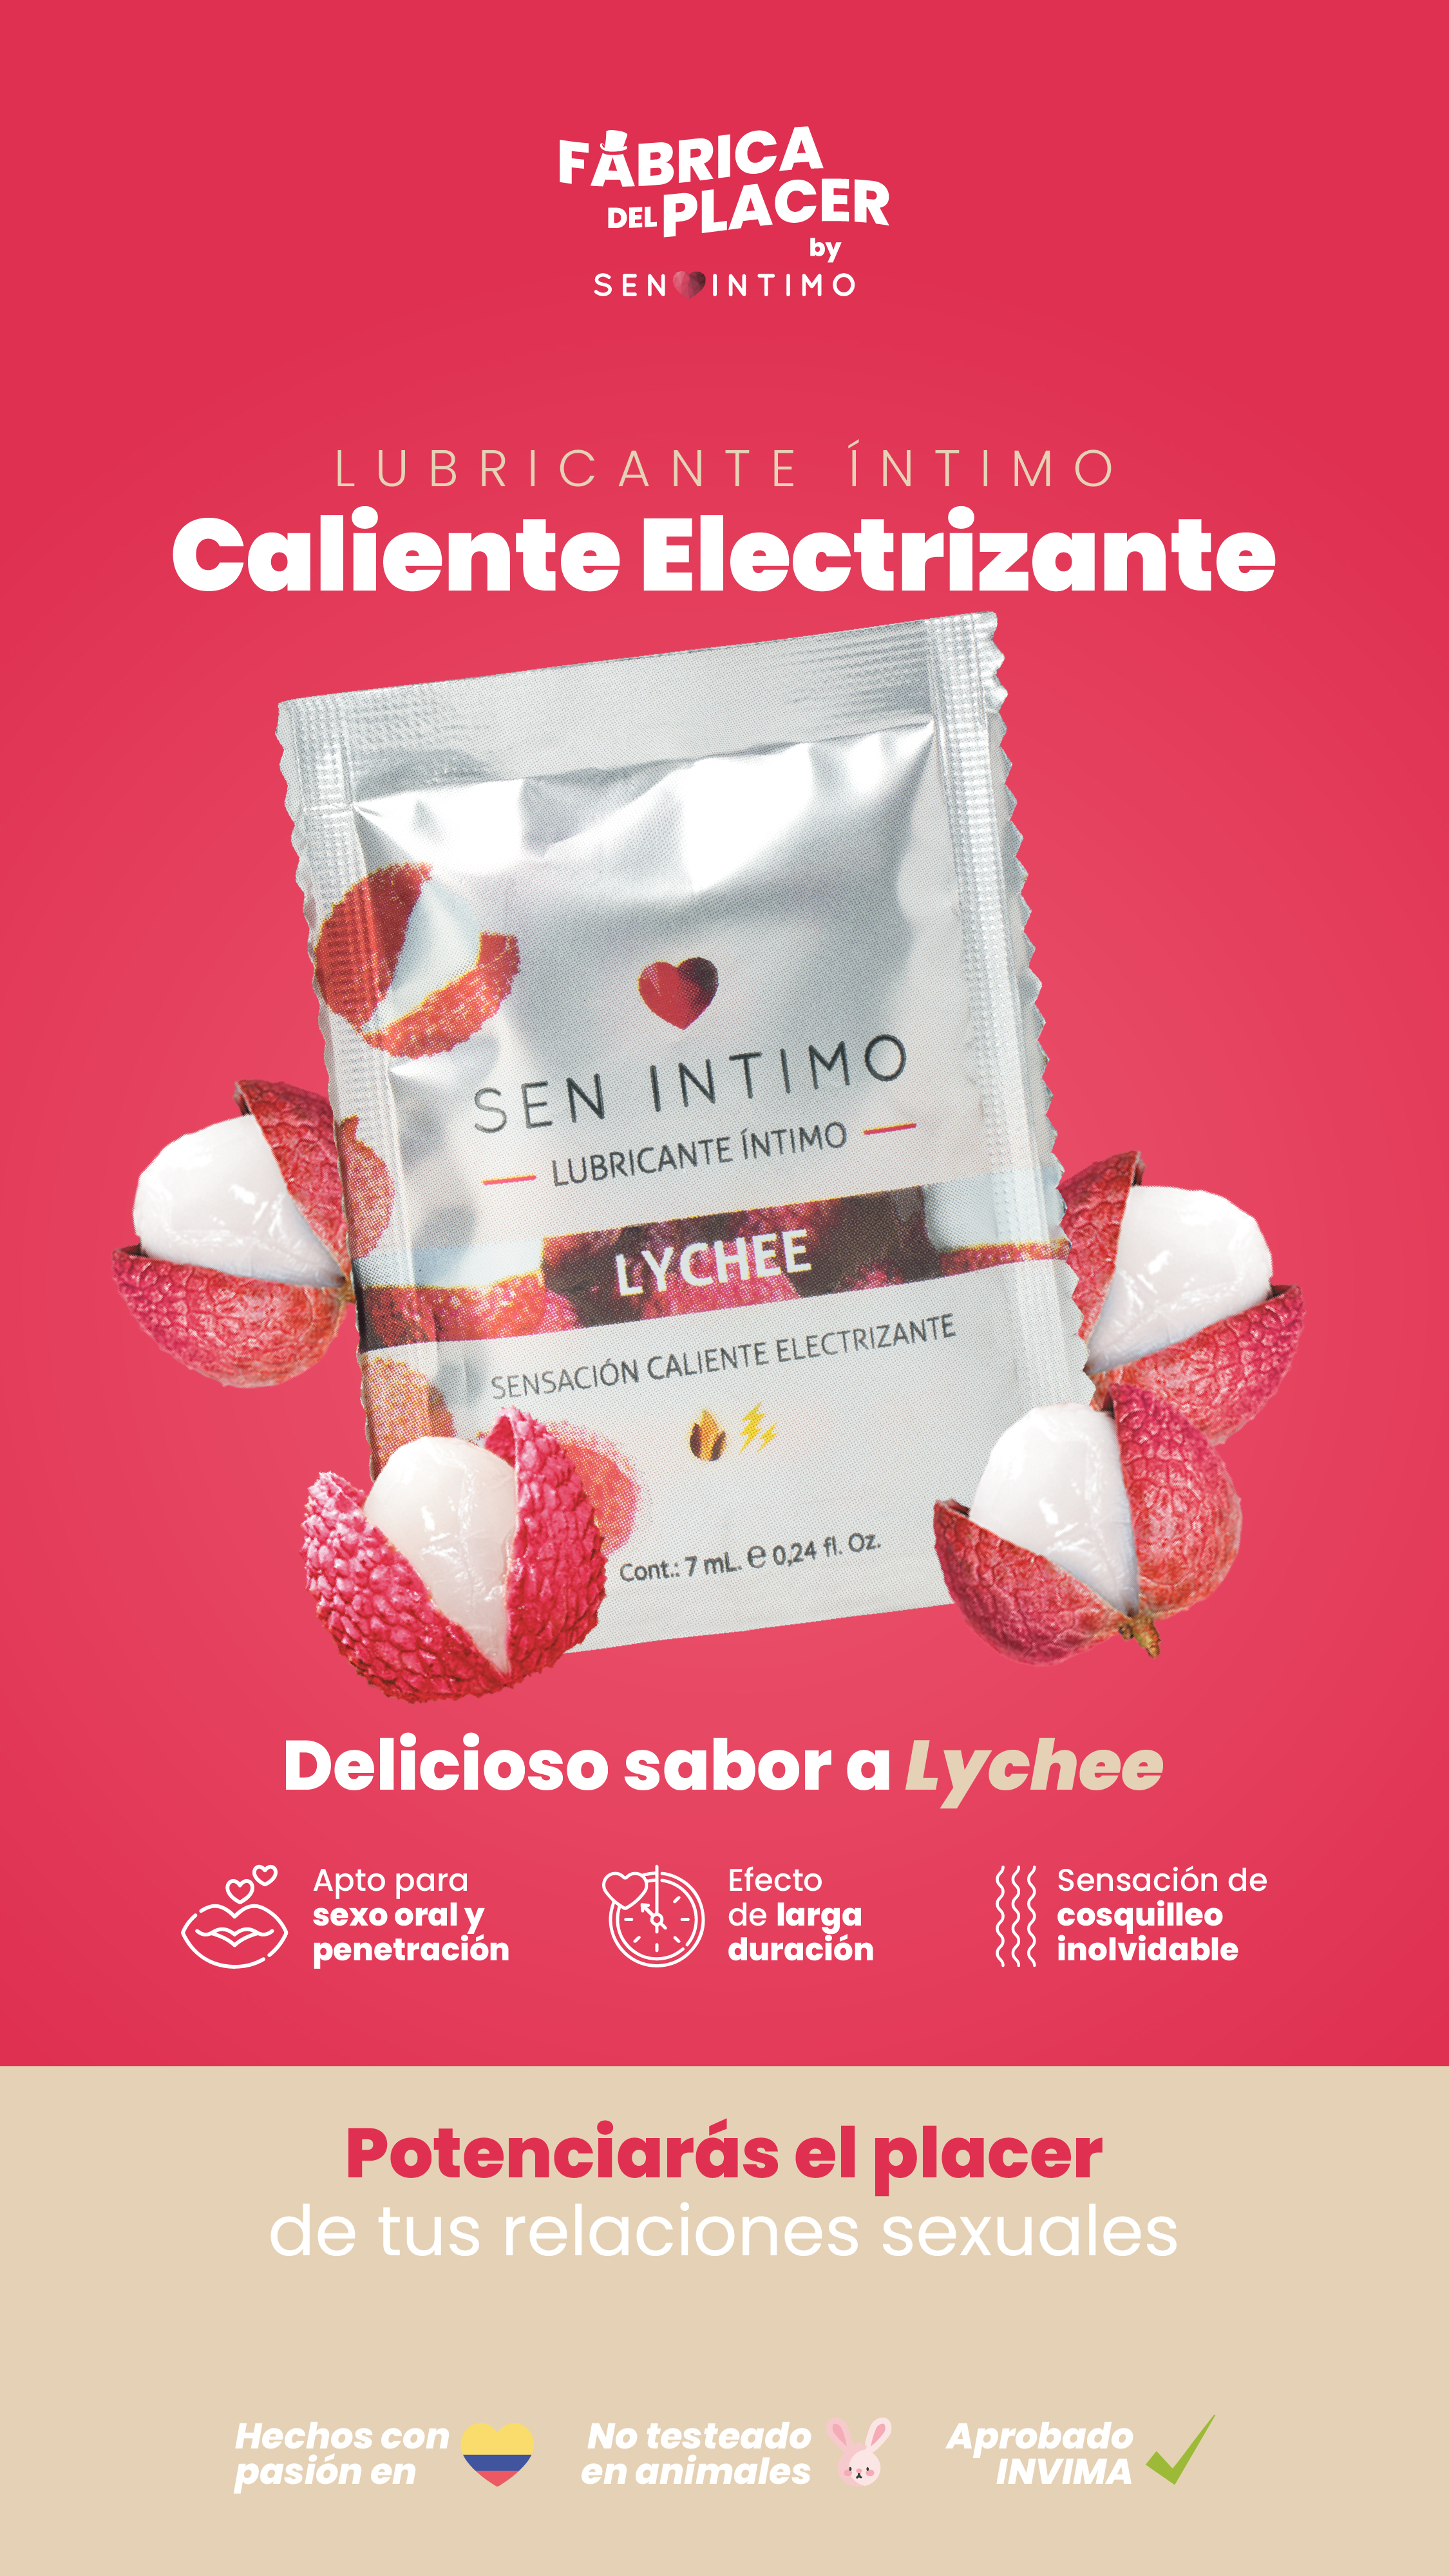 FÁBRICA
DEL PLACER
by
SEN INTIMO
LUBRICANTE ÍNTIMO
Caliente Electrizante
SEN INTIMO
LUBRICANTE ÍNTIMO
LYCHEE
SENSACIÓN CALIENTE ELECTRIZANTE
Cont.: 7 mL. ℮ 0,24 fl. Oz.
Delicioso sabor a Lychee
Apto para
sexo oral y
penetración
Efecto
de larga
duración
Sensación de
cosquilleo
inolvidable
Potenciarás el placer
de tus relaciones sexuales
Hechos con
pasión en
No testeado
en animales
Aprobado
INVIMA